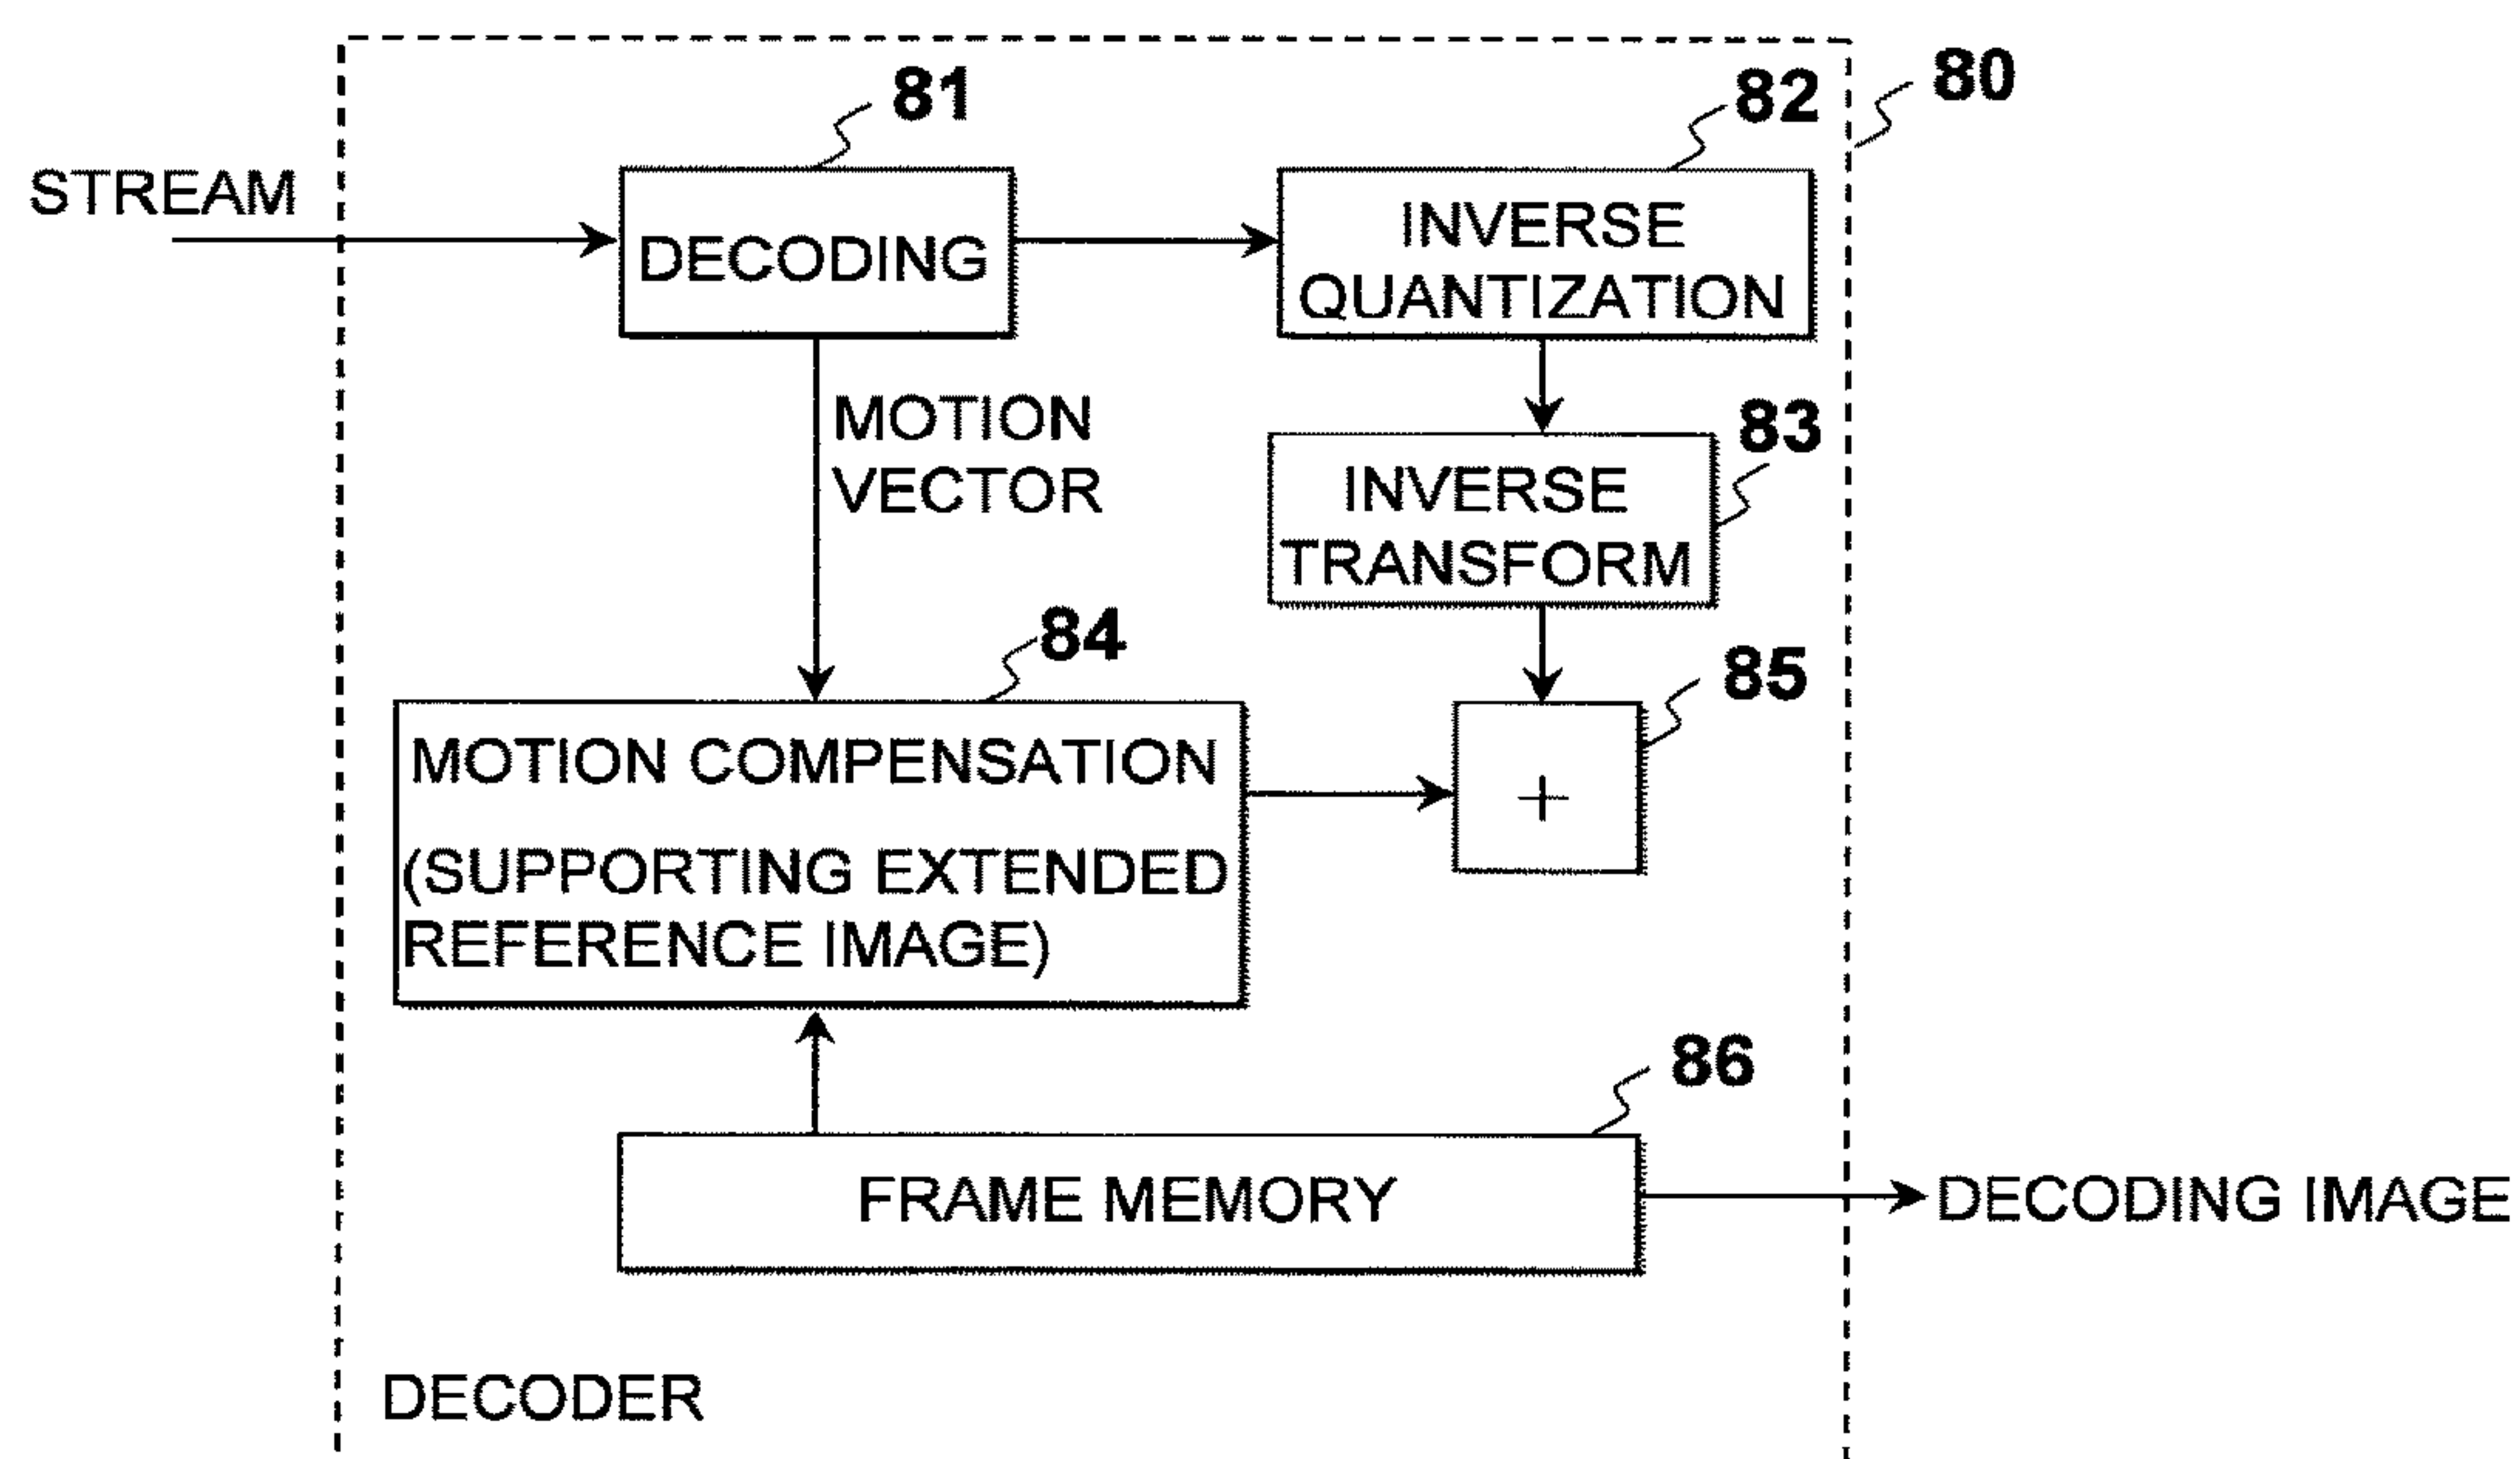 80
81
82
STREAM
DECODING
INVERSE
QUANTIZATION
MOTION
VECTOR
83
INVERSE
TRANSFORM
84
85
MOTION COMPENSATION
(SUPPORTING EXTENDED
REFERENCE IMAGE)
+
86
FRAME MEMORY
DECODING IMAGE
DECODER